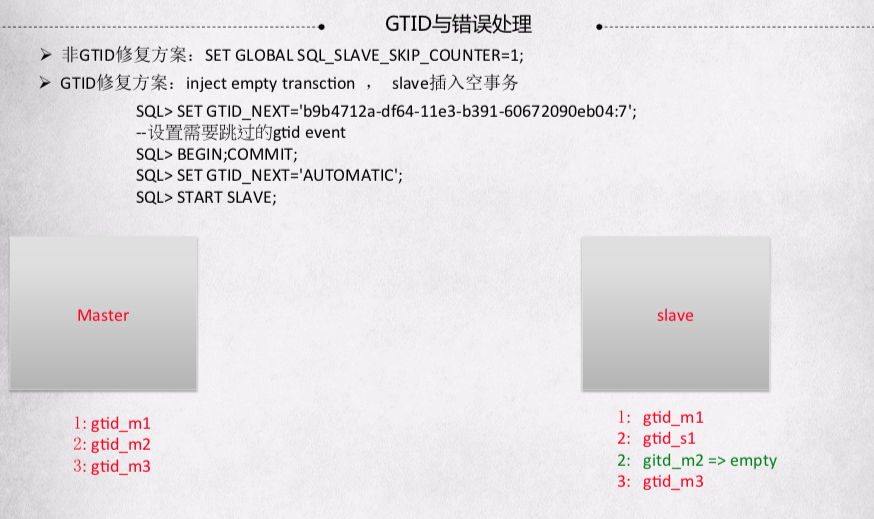 GTID与错误处理
➢ 非GTID修复方案：SET GLOBAL SQL_SLAVE_SKIP_COUNTER=1;
➢ GTID修复方案：inject empty transction ， slave插入空事务
SQL> SET GTID_NEXT='b9b4712a-df64-11e3-b391-60672090eb04:7';
--设置需要跳过的gtid event
SQL> BEGIN;COMMIT;
SQL> SET GTID_NEXT='AUTOMATIC';
SQL> START SLAVE;
Master
1: gtid_m1
2: gtid_m2
3: gtid_m3
slave
1: gtid_m1
2: gtid_s1
2: gitd_m2 => empty
3: gtid_m3